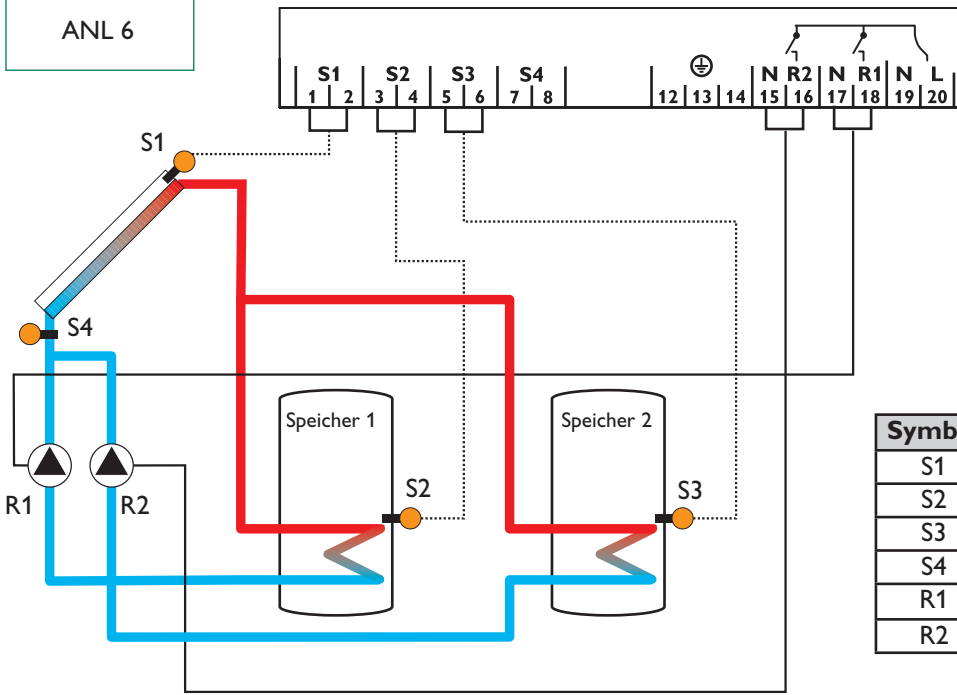 ANL 6
S1 S2 S3 S4
1 2 3 4 5 6 7 8
N R2 N R1 N L
12 13 14 15 16 17 18 19 20
S1
S4
Speicher 1
Speicher 2
S2
S3
R1
R2
Symb
S1
S2
S3
S4
R1
R2